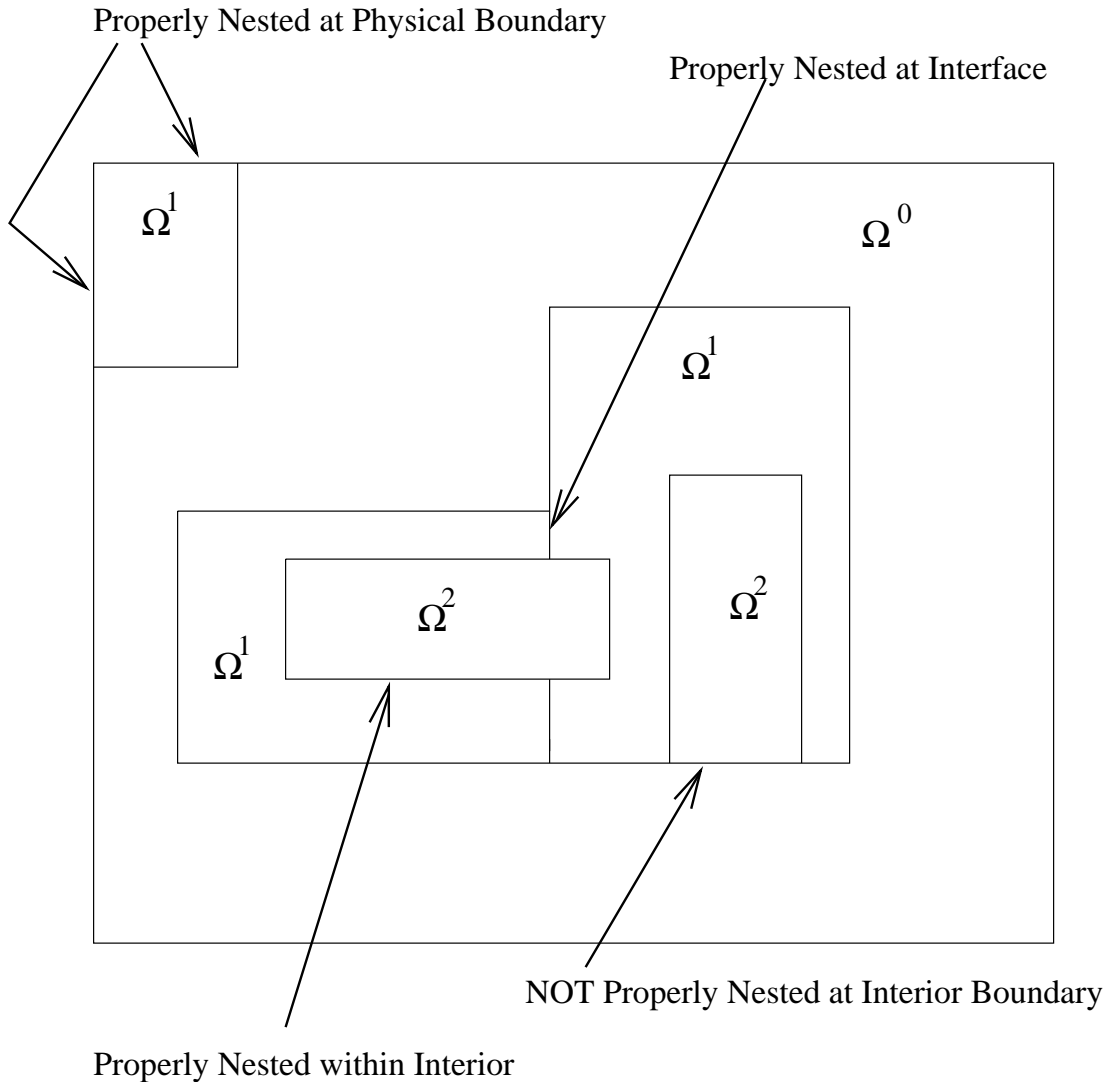 Properly Nested at Physical Boundary
Properly Nested at Interface
Ω¹
Ω⁰
Ω¹
Ω²
Ω²
Ω¹
NOT Properly Nested at Interior Boundary
Properly Nested within Interior